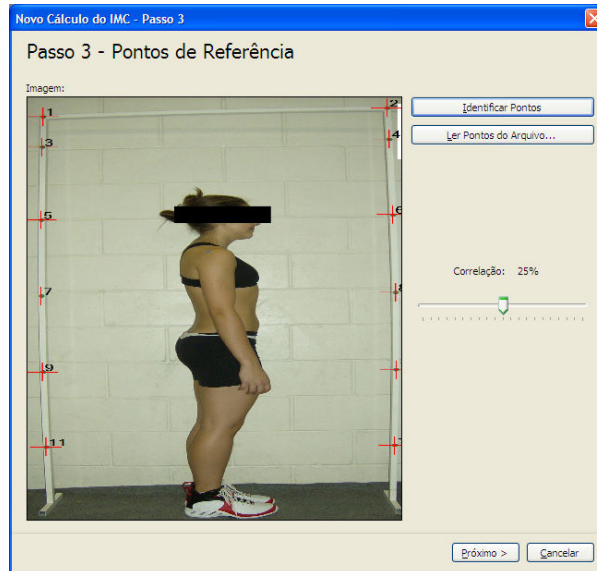 Novo Cálculo do IMC - Passo 3
Passo 3 - Pontos de Referência
Imagem:
1
2
3
4
5
6
7
8
9
11
Identificar Pontos
Ler Pontos do Arquivo...
Correlação: 25%
Próximo >
Cancelar